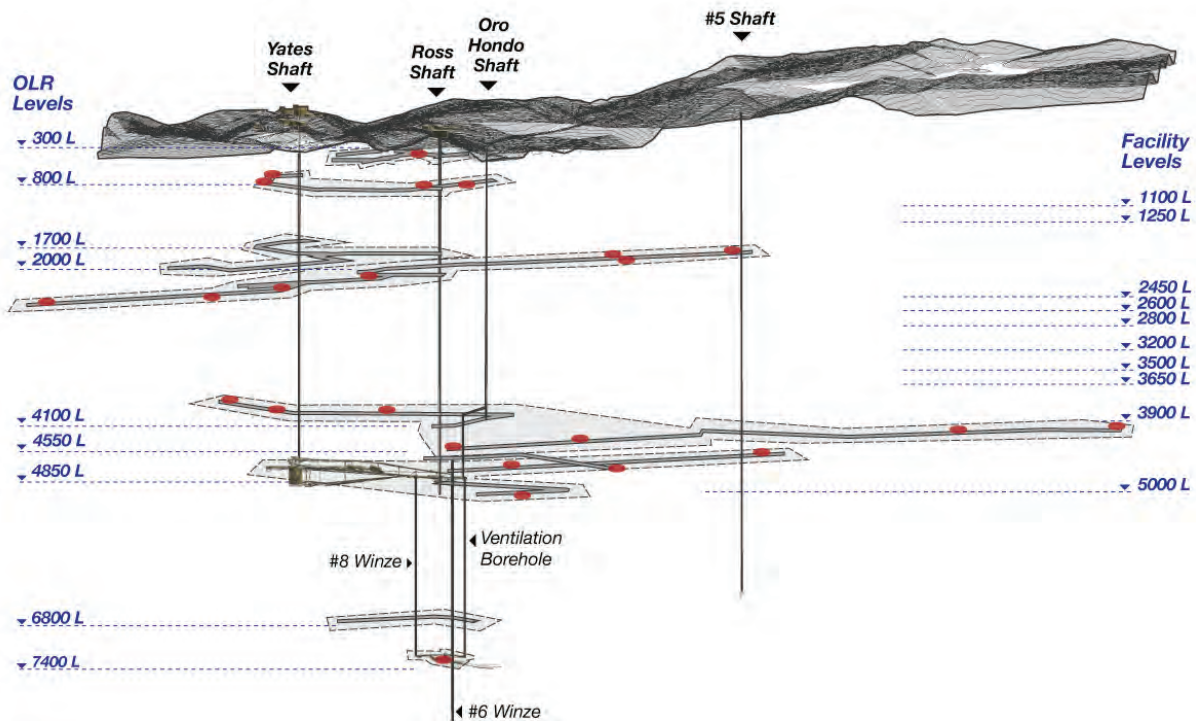 Yates
Shaft
Ross
Shaft
Oro
Hondo
Shaft
#5 Shaft
OLR
Levels
300 L
800 L
1700 L
2000 L
4100 L
4550 L
4850 L
6800 L
7400 L
Facility
Levels
1100 L
1250 L
2450 L
2600 L
2800 L
3200 L
3500 L
3650 L
3900 L
5000 L
#8 Winze
Ventilation
Borehole
#6 Winze